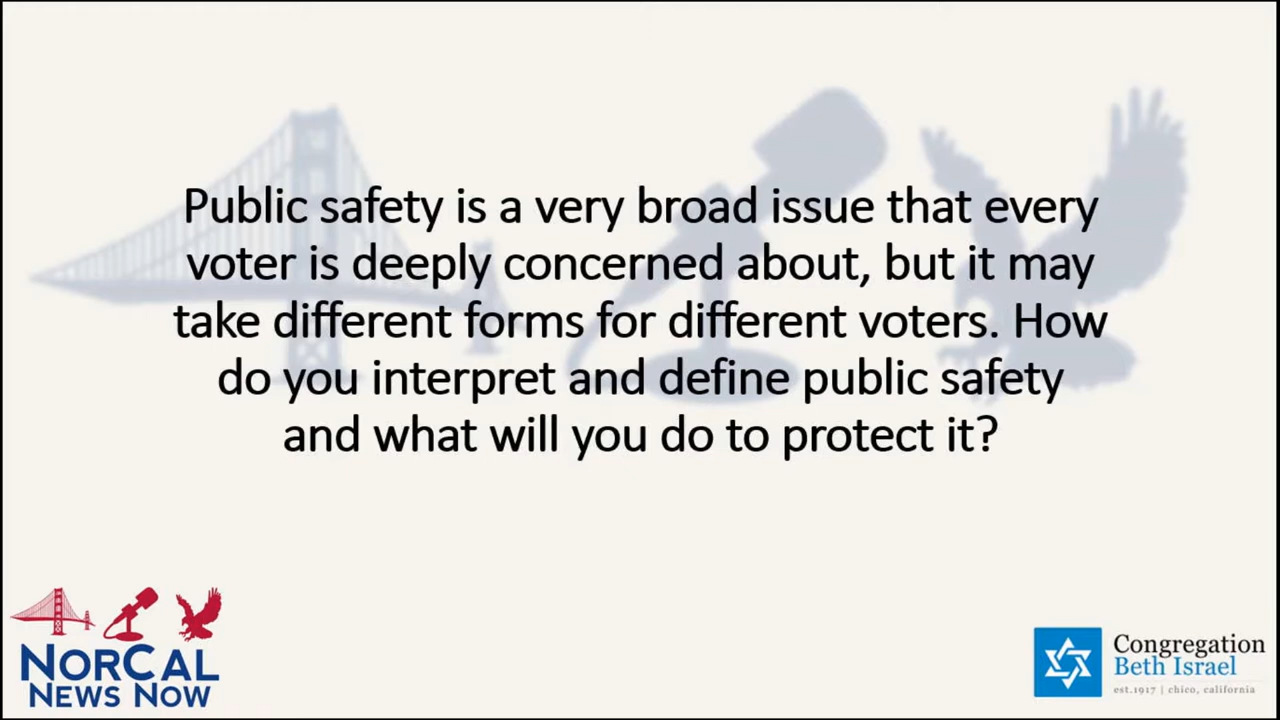 Public safety is a very broad issue that every
voter is deeply concerned about, but it may
take different forms for different voters. How
do you interpret and define public safety
and what will you do to protect it?
NORCAL
NEWS NOW
Congregation
Beth Israel
est.1917 | chico, california